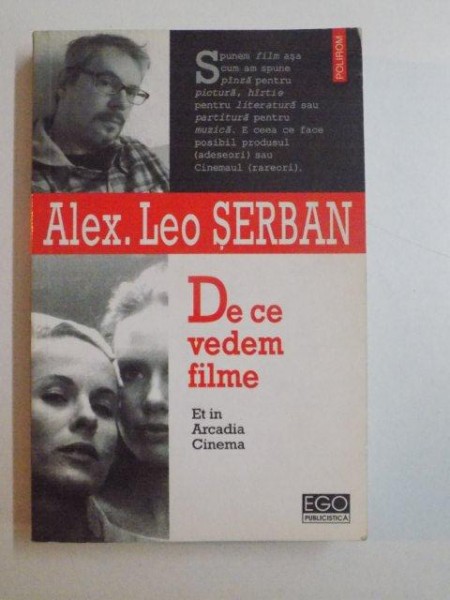 Spunem film așa
cum am spune
pînză pentru
pictură, hîrtie
pentru literatură sau
partitură pentru
muzică. E ceea ce face
posibil produsul
(adeseori) sau
Cinemaul (rareori).
POLIROM
Alex. Leo ȘERBAN
De ce
vedem
filme
Et in
Arcadia
Cinema
EGO
PUBLICISTICĂ